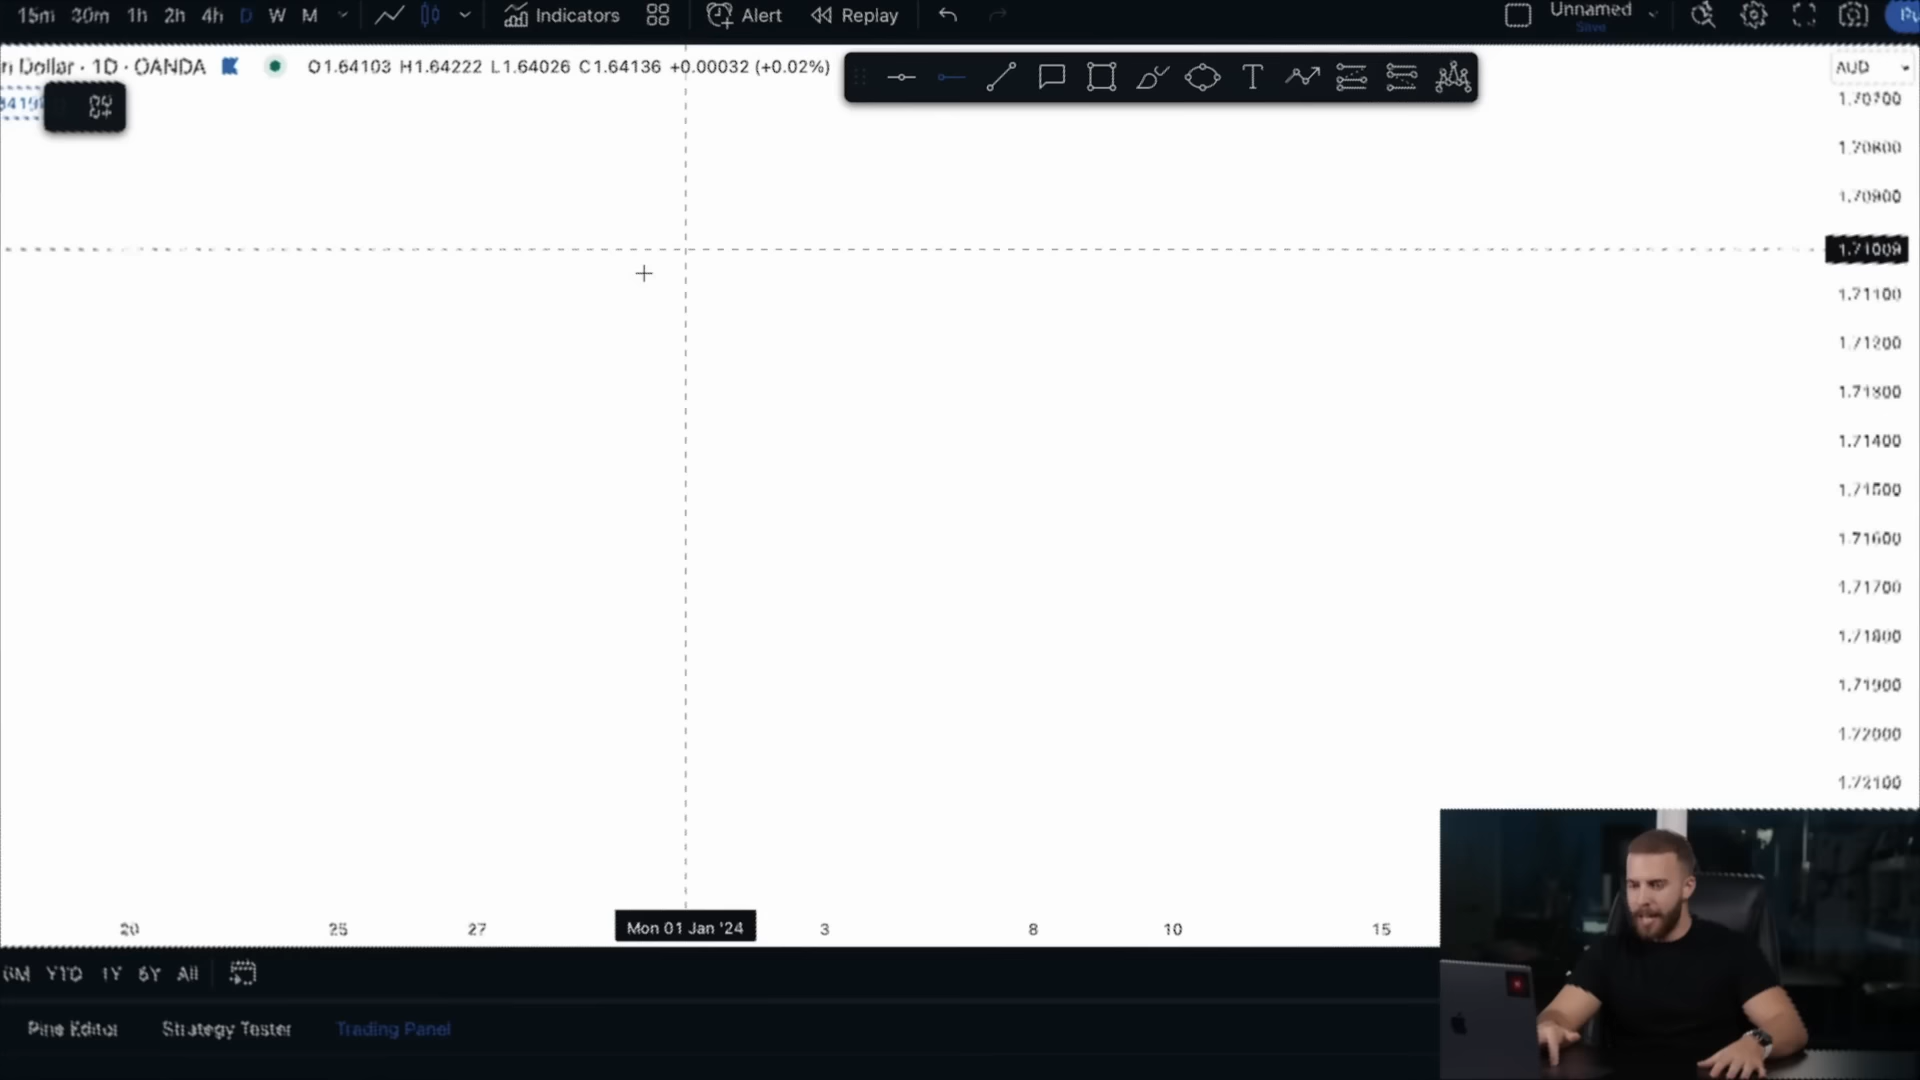 15m 30m 1h 2h 4h D W M Indicators Alert Replay Unnamed
Save
n Dollar · 1D · OANDA O1.64103 H1.64222 L1.64026 C1.64136 +0.00032 (+0.02%) AUD
1.70700
1.70800
1.70900
1.71009
1.71100
1.71200
1.71300
1.71400
1.71500
1.71600
1.71700
1.71800
1.71900
1.72000
1.72100
20 25 27 Mon 01 Jan '24 3 8 10 15
YTD 1Y 5Y All
Pine Editor Strategy Tester Trading Panel